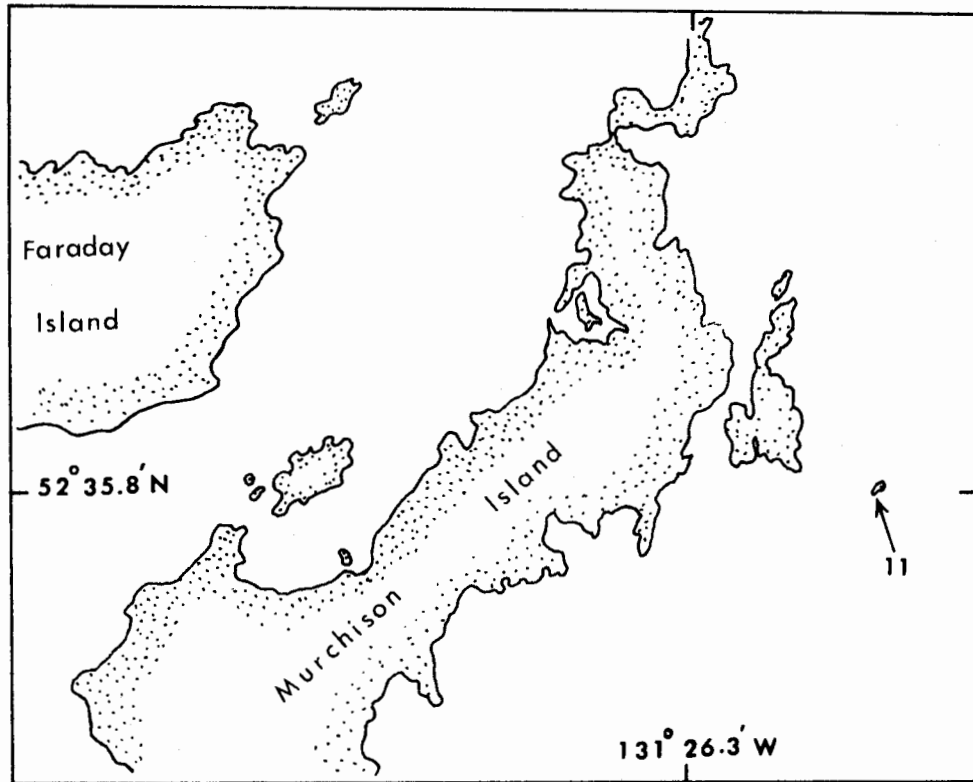 Faraday
Island
52° 35.8' N
Island
Murchison
11
131° 26.3' W